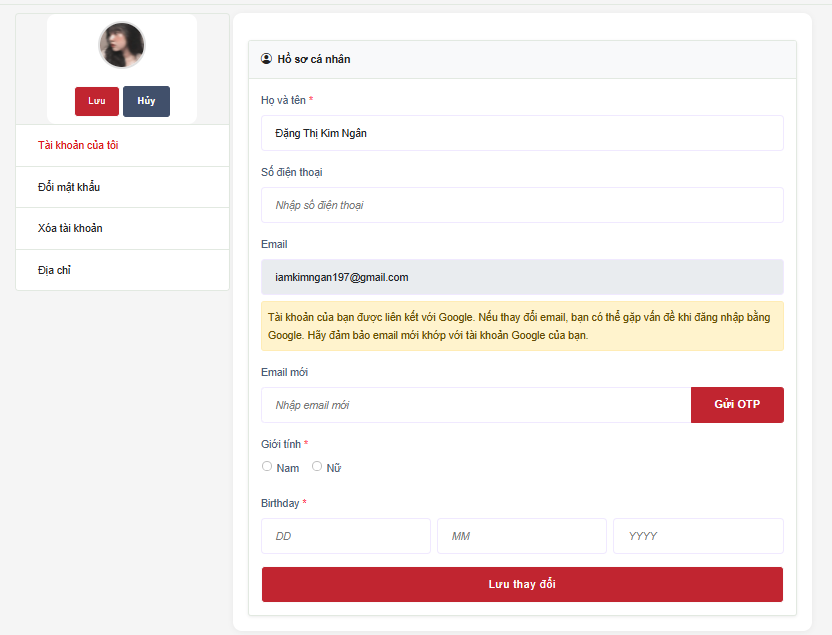 Lưu
Hủy
Tài khoản của tôi
Đổi mật khẩu
Xóa tài khoản
Địa chỉ
Hồ sơ cá nhân
Họ và tên *
Đặng Thị Kim Ngân
Số điện thoại
Nhập số điện thoại
Email
iamkimngan197@gmail.com
Tài khoản của bạn được liên kết với Google. Nếu thay đổi email, bạn có thể gặp vấn đề khi đăng nhập bằng
Google. Hãy đảm bảo email mới khớp với tài khoản Google của bạn.
Email mới
Nhập email mới
Gửi OTP
Giới tính *
Nam Nữ
Birthday *
DD MM YYYY
Lưu thay đổi